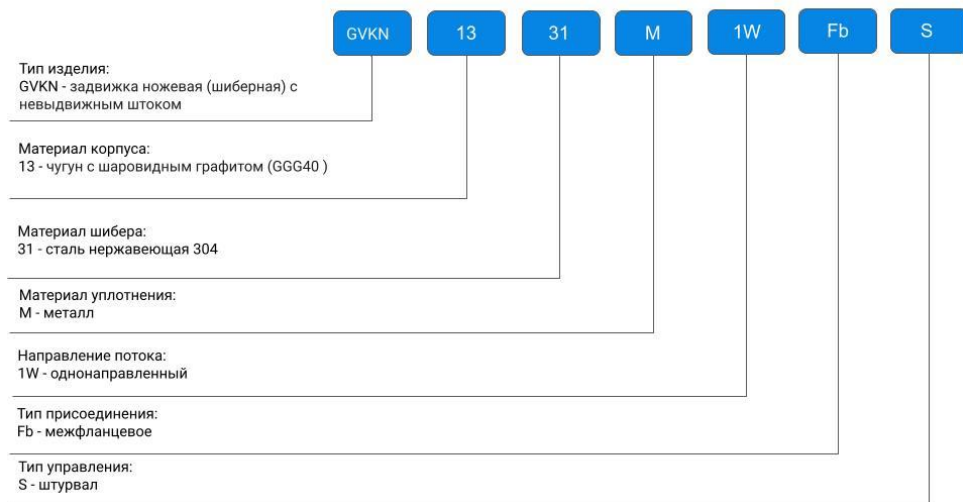 GVKN 13 31 M 1W Fb S
Тип изделия:
GVKN - задвижка ножевая (шиберная) с
невыдвижным штоком
Материал корпуса:
13 - чугун с шаровидным графитом (GGG40 )
Материал шибера:
31 - сталь нержавеющая 304
Материал уплотнения:
М - металл
Направление потока:
1W - однонаправленный
Тип присоединения:
Fb - межфланцевое
Тип управления:
S - штурвал